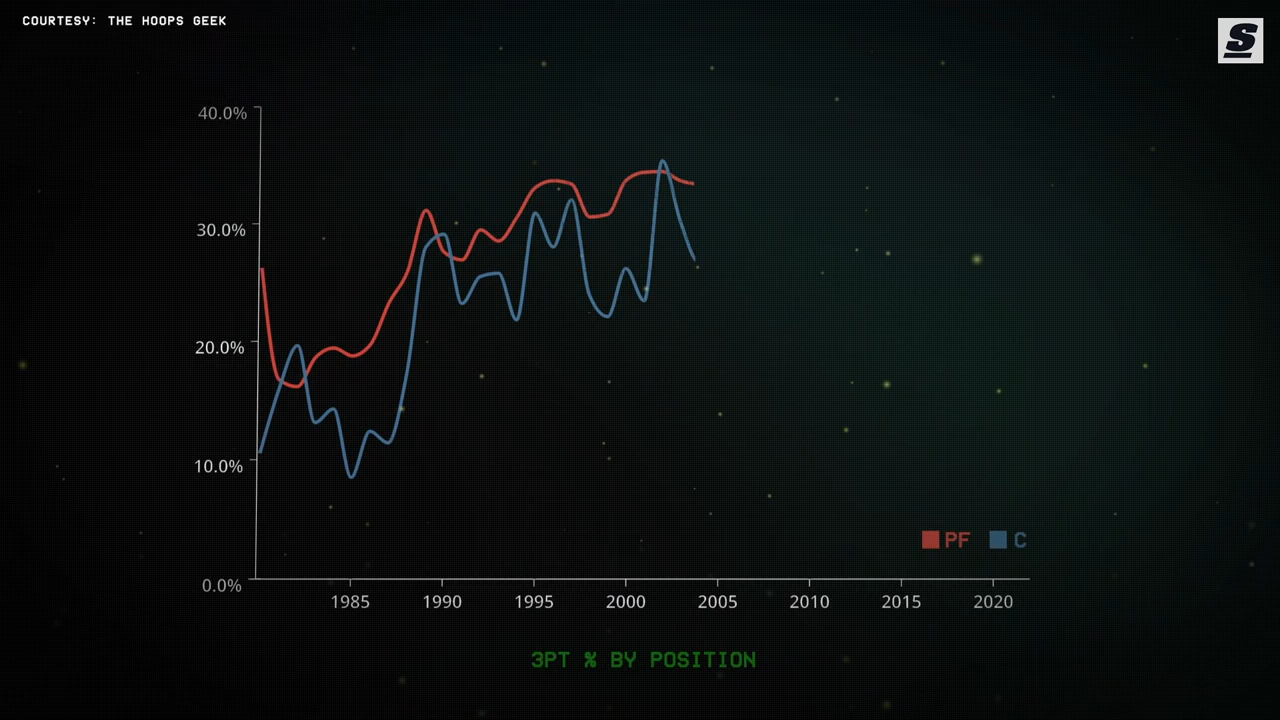 COURTESY: THE HOOPS GEEK
S
40.0%
30.0%
20.0%
10.0%
0.0%
PF C
1985 1990 1995 2000 2005 2010 2015 2020
3PT % BY POSITION